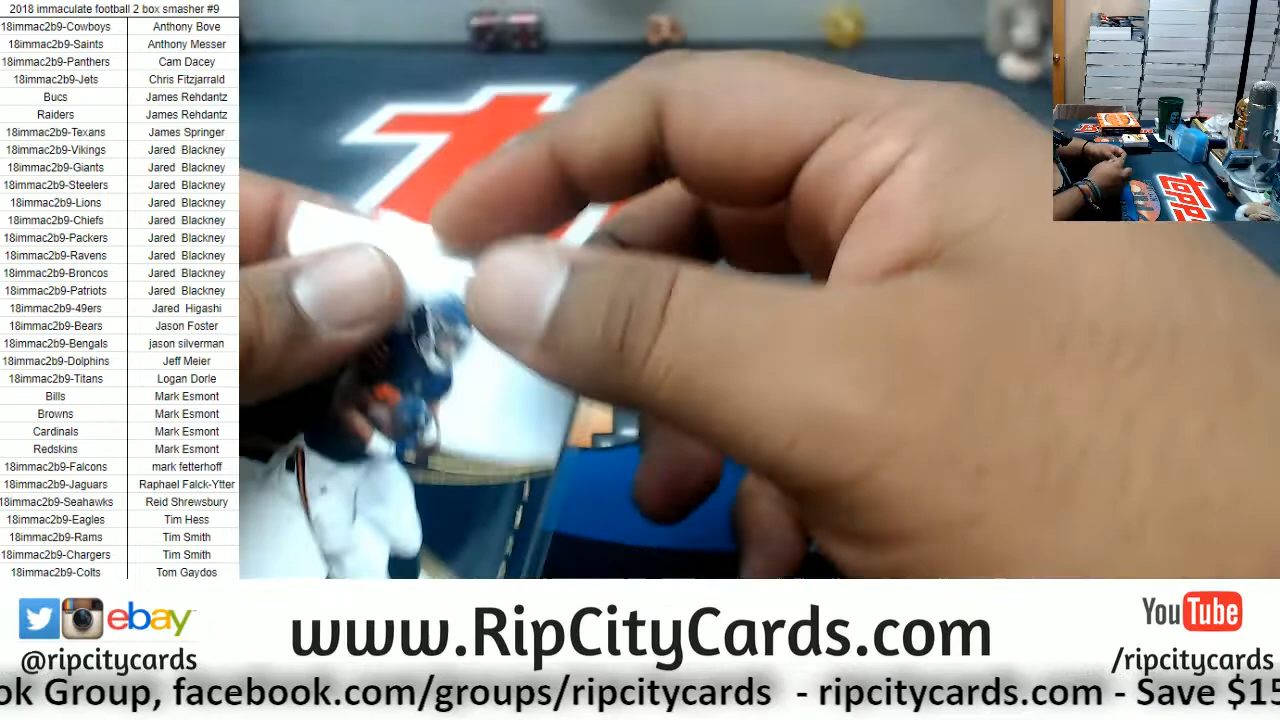 2018 immaculate football 2 box smasher #9
18immac2b9-Cowboys Anthony Bove
18immac2b9-Saints Anthony Messer
18immac2b9-Panthers Cam Dacey
18immac2b9-Jets Chris Fitzjarrald
Bucs James Rehdantz
Raiders James Rehdantz
18immac2b9-Texans James Springer
18immac2b9-Vikings Jared Blackney
18immac2b9-Giants Jared Blackney
18immac2b9-Steelers Jared Blackney
18immac2b9-Lions Jared Blackney
18immac2b9-Chiefs Jared Blackney
18immac2b9-Packers Jared Blackney
18immac2b9-Ravens Jared Blackney
18immac2b9-Broncos Jared Blackney
18immac2b9-Patriots Jared Blackney
18immac2b9-49ers Jared Higashi
18immac2b9-Bears Jason Foster
18immac2b9-Bengals jason silverman
18immac2b9-Dolphins Jeff Meier
18immac2b9-Titans Logan Dorle
Bills Mark Esmont
Browns Mark Esmont
Cardinals Mark Esmont
Redskins Mark Esmont
18immac2b9-Falcons mark fetterhoff
18immac2b9-Jaguars Raphael Falck-Ytter
18immac2b9-Seahawks Reid Shrewsbury
18immac2b9-Eagles Tim Hess
18immac2b9-Rams Tim Smith
18immac2b9-Chargers Tim Smith
18immac2b9-Colts Tom Gaydos
topps
ebay
@ripcitycards
www.RipCityCards.com
YouTube
/ripcitycards
ok Group, facebook.com/groups/ripcitycards - ripcitycards.com - Save $15